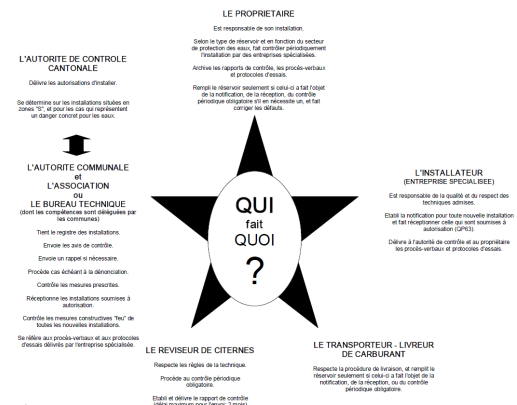 LE PROPRIETAIRE
Est responsable de son installation.
Selon le type de réservoir et en fonction du secteur
de protection des eaux, fait contrôler périodiquement
l'installation par des entreprises spécialisées.
Archive les rapports de contrôle, les procès-verbaux
et protocoles d'essais.
Rempli le réservoir seulement si celui-ci a fait l'objet
de la notification, de la réception, du contrôle
périodique obligatoire s'il en nécessite un, et fait
corriger les défauts.
L'AUTORITE DE CONTROLE
CANTONALE
Délivre les autorisations d'installer.
Se détermine sur les installations situées en
zones "S", et pour les cas qui représentent
un danger concret pour les eaux.
L'AUTORITE COMMUNALE
et
L'ASSOCIATION
ou
LE BUREAU TECHNIQUE
(dont les compétences sont déléguées par
les communes)
Tient le registre des installations.
Envoie les avis de contrôle.
Envoie un rappel si nécessaire.
Procède cas échéant à la dénonciation.
Contrôle les mesures prescrites.
Réceptionne les installations soumises à
autorisation.
Contrôle les mesures constructives "feu" de
toutes les nouvelles installations.
Se réfère aux procès-verbaux et aux protocoles
d'essais délivrés par l'entreprise spécialisée.
QUI
fait
QUOI
?
L'INSTALLATEUR
(ENTREPRISE SPECIALISEE)
Est responsable de la qualité et du respect des
techniques admises.
Etabli la notification pour toute nouvelle installation
et fait réceptionner celle qui sont soumises à
autorisation (QP63).
Délivre à l'autorité de contrôle et au propriétaire
les procès-verbaux et protocoles d'essais.
LE REVISEUR DE CITERNES
Respecte les règles de la technique.
Procède au contrôle périodique
obligatoire.
Etabli et délivre le rapport de contrôle
(délai maximum pour l'envoi: 2 mois)
LE TRANSPORTEUR - LIVREUR
DE CARBURANT
Respecte la procédure de livraison, et remplit le
réservoir seulement si celui-ci a fait l'objet de la
notification, de la réception, ou du contrôle
périodique obligatoire.